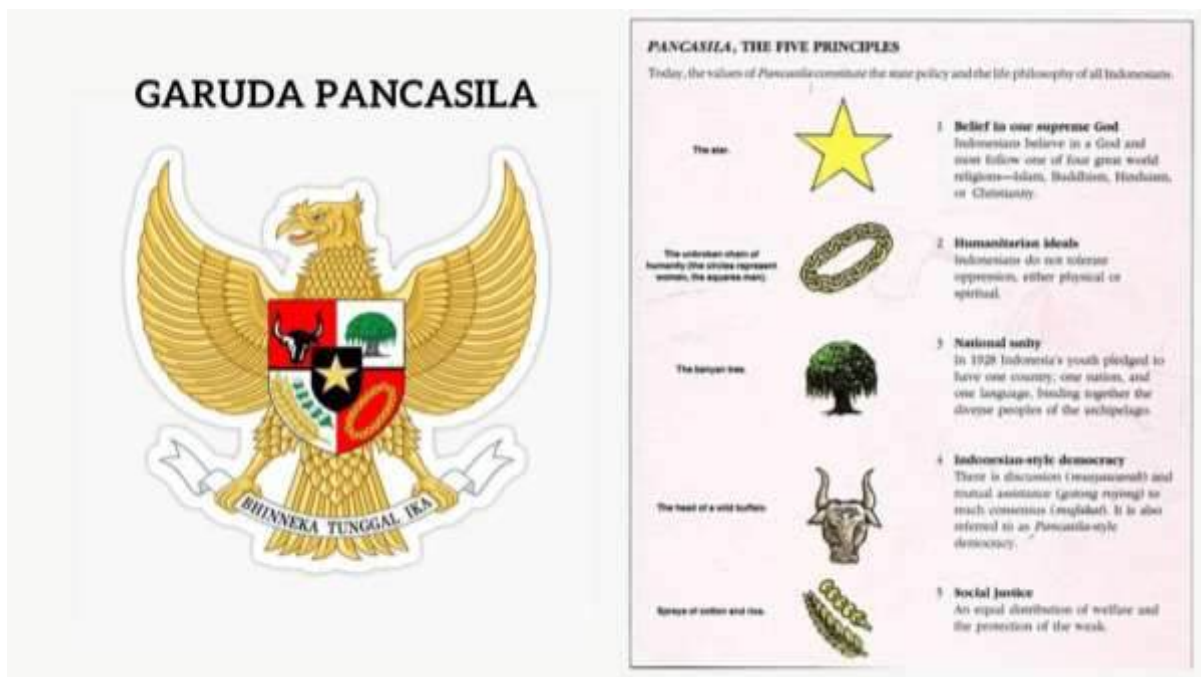 GARUDA PANCASILA
BHINNEKA TUNGGAL IKA
PANCASILA, THE FIVE PRINCIPLES
Today, the values of Pancasila constitute the state policy and the life philosophy of all Indonesians.
The star.
1 Belief in one supreme God
Indonesians believe in a God and
most follow one of four great world
religions—Islam, Buddhism, Hinduism,
or Christianity.
The unbroken chain of
humanity (the circles represent
women, the squares men).
2 Humanitarian ideals
Indonesians do not tolerate
oppression, either physical or
spiritual.
The banyan tree.
3 National unity
In 1928 Indonesia's youth pledged to
have one country, one nation, and
one language, binding together the
diverse peoples of the archipelago.
The head of a wild buffalo.
4 Indonesian-style democracy
There is discussion (musyawarah) and
mutual assistance (gotong royong) to
reach consensus (mufakat). It is also
referred to as Pancasila-style
democracy.
Sprays of cotton and rice.
5 Social justice
An equal distribution of welfare and
the protection of the weak.